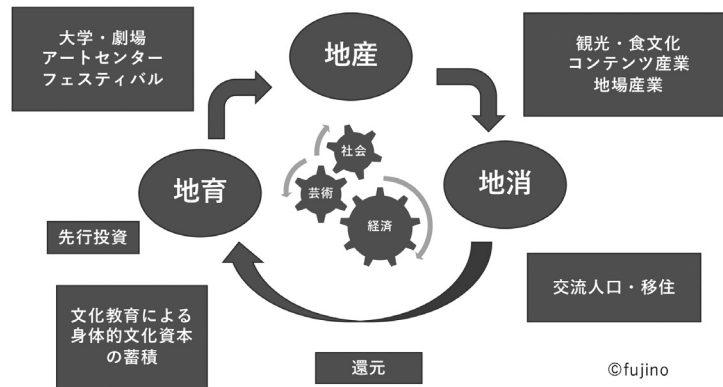 大学・劇場
アートセンター
フェスティバル
地産
観光・食文化
コンテンツ産業
地場産業
社会
芸術
経済
地育
地消
先行投資
文化教育による
身体的文化資本
の蓄積
還元
交流人口・移住
©fujino